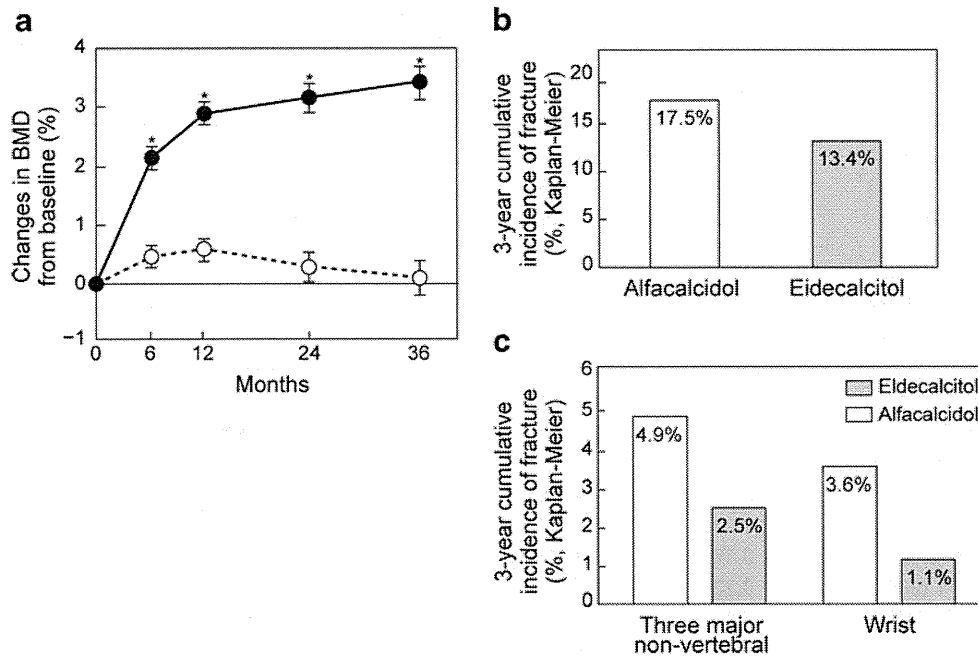 a
Changes in BMD
from baseline (%)
4
3
2
1
0
−1
* * * *
0 6 12 24 36
Months
b
3-year cumulative
incidence of fracture
(%, Kaplan-Meier)
20
15
10
5
0
17.5%
13.4%
Alfacalcidol Eidecalcitol
c
3-year cumulative
incidence of fracture
(%, Kaplan-Meier)
6
5
4
3
2
1
0
Eldecalcitol
Alfacalcidol
4.9%
2.5%
3.6%
1.1%
Three major
non-vertebral
Wrist